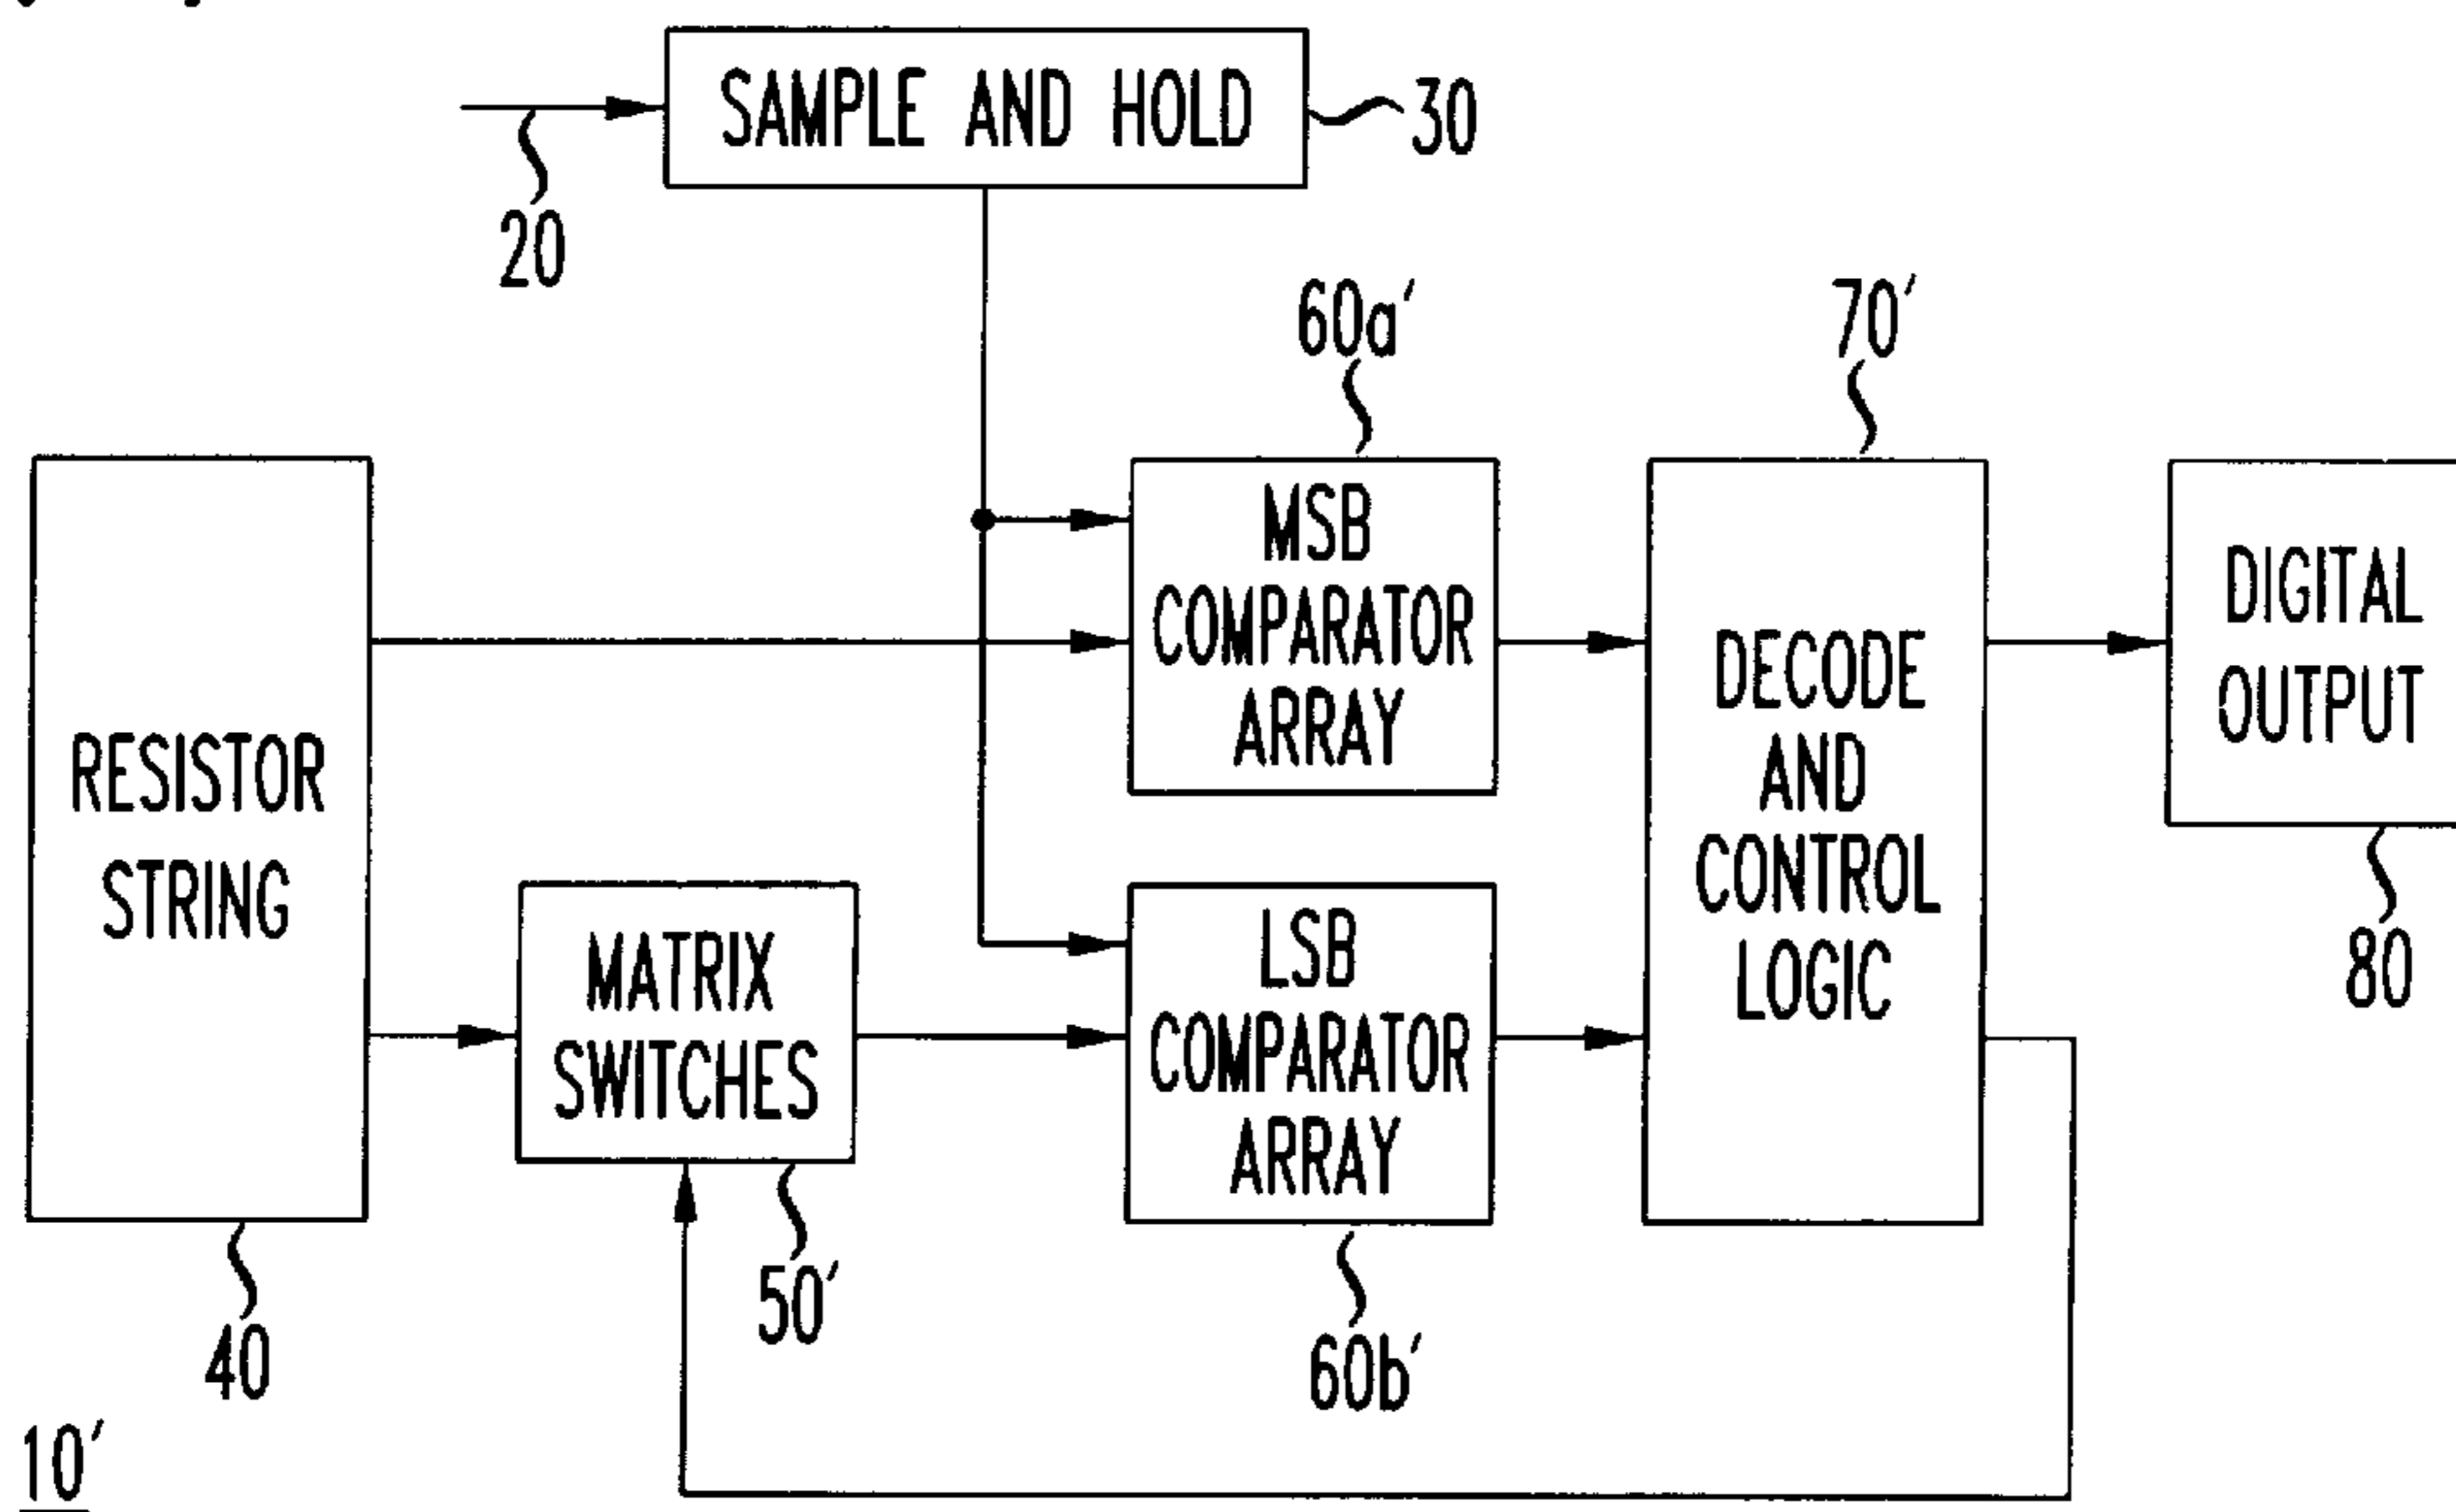 SAMPLE AND HOLD
30
20
60a'
70'
MSB
COMPARATOR
ARRAY
DIGITAL
OUTPUT
DECODE
AND
CONTROL
LOGIC
RESISTOR
STRING
MATRIX
SWITCHES
LSB
COMPARATOR
ARRAY
80
50'
40
60b'
10'